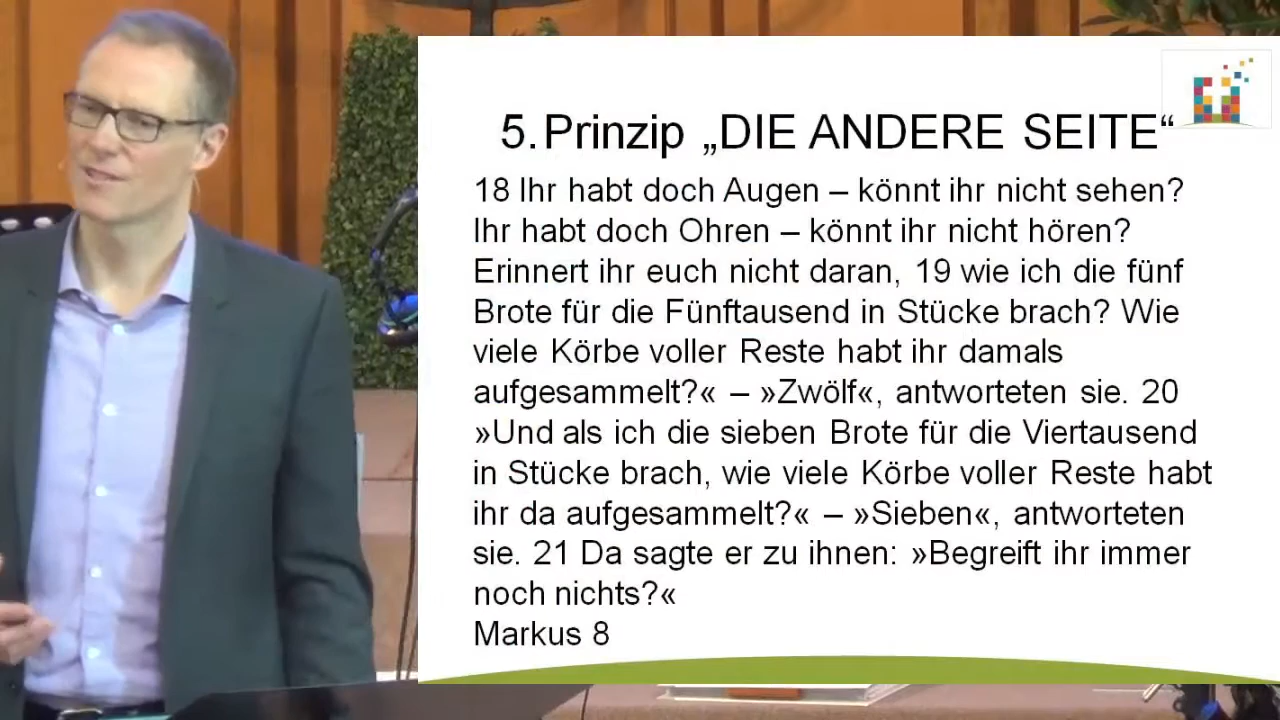 5. Prinzip „DIE ANDERE SEITE“
18 Ihr habt doch Augen – könnt ihr nicht sehen?
Ihr habt doch Ohren – könnt ihr nicht hören?
Erinnert ihr euch nicht daran, 19 wie ich die fünf
Brote für die Fünftausend in Stücke brach? Wie
viele Körbe voller Reste habt ihr damals
aufgesammelt?« – »Zwölf«, antworteten sie. 20
»Und als ich die sieben Brote für die Viertausend
in Stücke brach, wie viele Körbe voller Reste habt
ihr da aufgesammelt?« – »Sieben«, antworteten
sie. 21 Da sagte er zu ihnen: »Begreift ihr immer
noch nichts?«
Markus 8